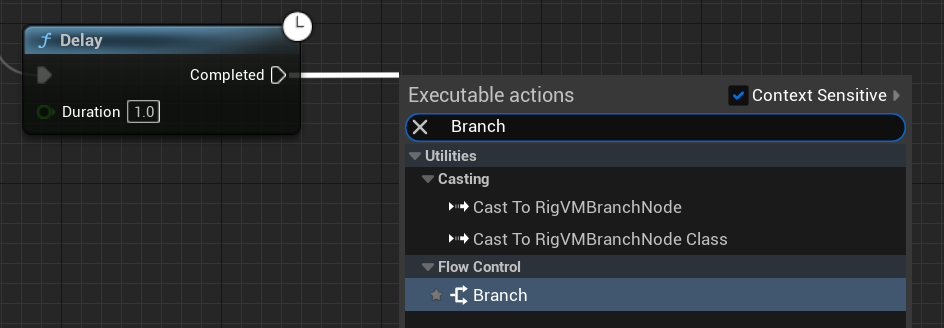 Delay
Completed
Duration 1.0
Executable actions
Context Sensitive
Branch
Utilities
Casting
Cast To RigVMBranchNode
Cast To RigVMBranchNode Class
Flow Control
Branch